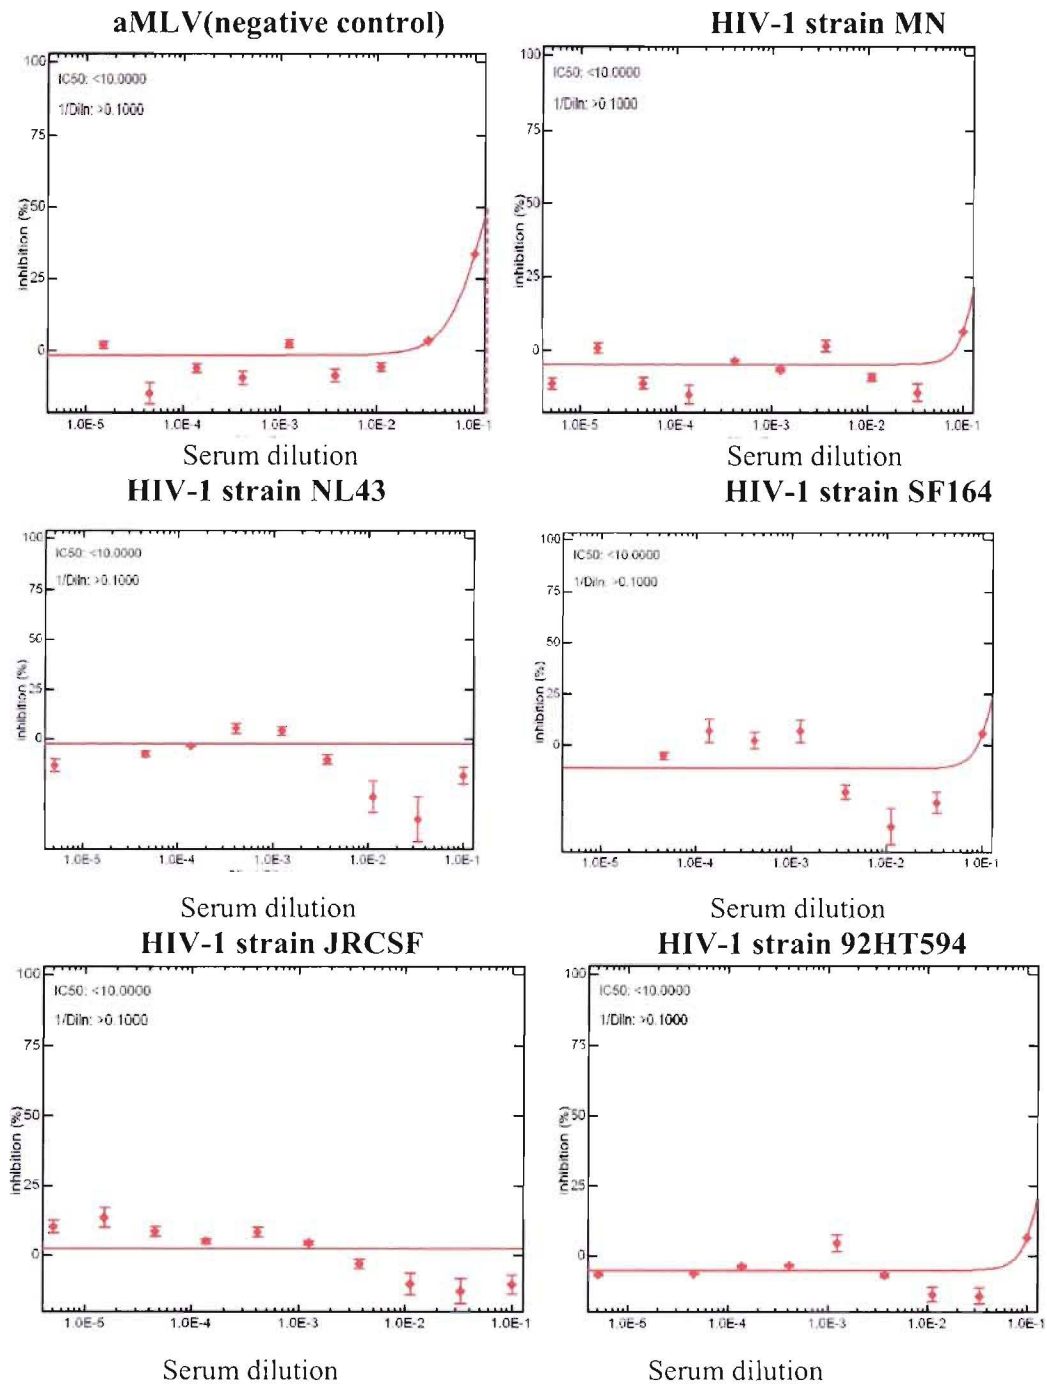 aMLV(negative control)
100
IC50: <10.0000
1/Diln: >0.1000
75
50
25
0
inhibition (%)
1.0E-5 1.0E-4 1.0E-3 1.0E-2 1.0E-1
Serum dilution
HIV-1 strain MN
100
IC50: <10.0000
1/Diln: >0.1000
75
50
25
0
inhibition (%)
1.0E-5 1.0E-4 1.0E-3 1.0E-2 1.0E-1
Serum dilution
HIV-1 strain NL43
100
IC50: <10.0000
1/Diln: >0.1000
75
50
25
0
inhibition (%)
1.0E-5 1.0E-4 1.0E-3 1.0E-2 1.0E-1
Serum dilution
HIV-1 strain SF164
100
IC50: <10.0000
1/Diln: >0.1000
75
50
25
0
inhibition (%)
1.0E-5 1.0E-4 1.0E-3 1.0E-2 1.0E-1
Serum dilution
HIV-1 strain JRCSF
100
IC50: <10.0000
1/Diln: >0.1000
75
50
25
0
inhibition (%)
1.0E-5 1.0E-4 1.0E-3 1.0E-2 1.0E-1
Serum dilution
HIV-1 strain 92HT594
100
IC50: <10.0000
1/Diln: >0.1000
75
50
25
0
inhibition (%)
1.0E-5 1.0E-4 1.0E-3 1.0E-2 1.0E-1
Serum dilution